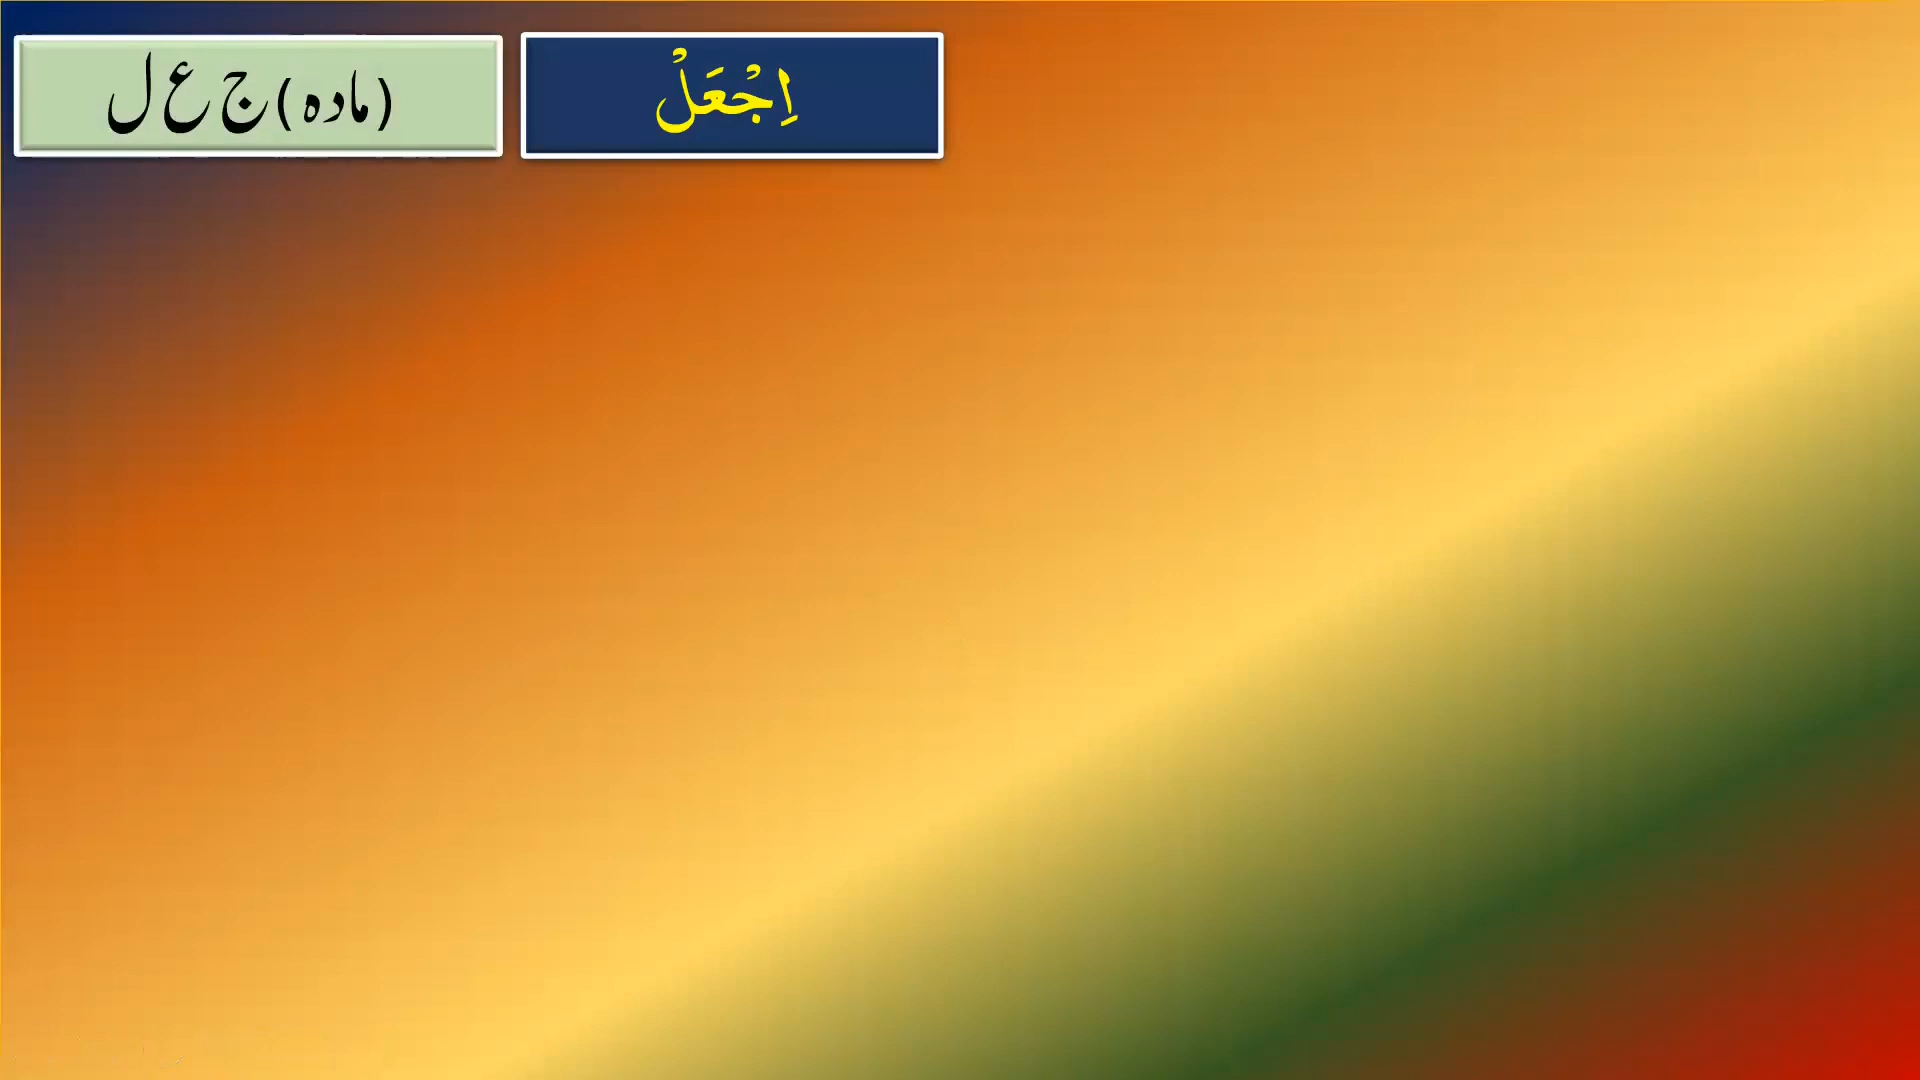 اِجْعَلْ
(مادہ) ج ع ل